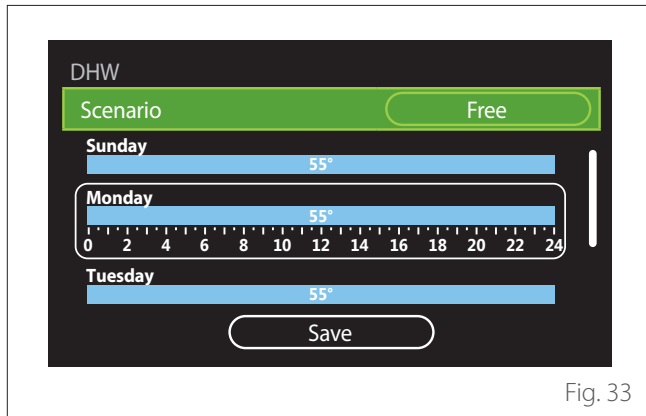 DHW
Scenario Free
Sunday
55°
Monday
55°
0 2 4 6 8 10 12 14 16 18 20 22 24
Tuesday
55°
Save
Fig. 33